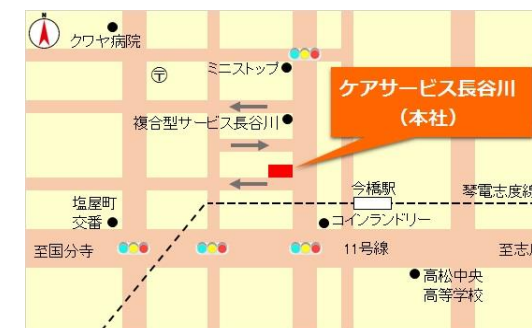 クワヤ病院
〒
ミニストップ
ケアサービス長谷川
（本社）
複合型サービス長谷川
塩屋町
交番
今橋駅
琴電志度線
コインランドリー
至国分寺
11号線
至志
高松中央
高等学校